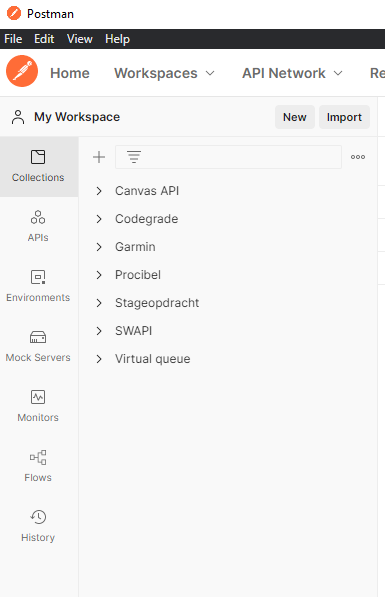 Postman
File Edit View Help
Home Workspaces API Network Re
My Workspace New Import
Collections
APIs
Environments
Mock Servers
Monitors
Flows
History
Canvas API
Codegrade
Garmin
Procibel
Stageopdracht
SWAPI
Virtual queue